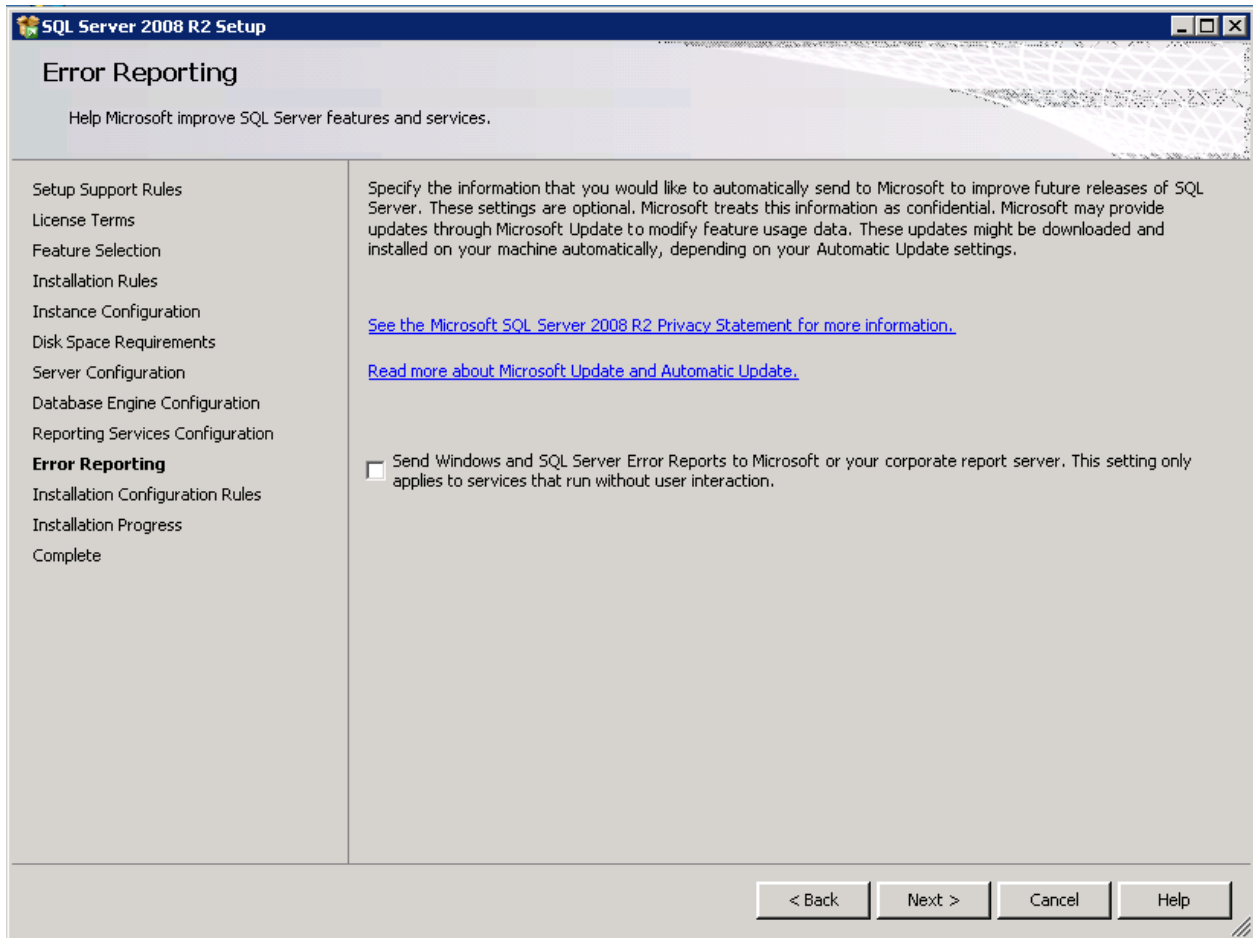 SQL Server 2008 R2 Setup
Error Reporting
Help Microsoft improve SQL Server features and services.
Setup Support Rules
License Terms
Feature Selection
Installation Rules
Instance Configuration
Disk Space Requirements
Server Configuration
Database Engine Configuration
Reporting Services Configuration
Error Reporting
Installation Configuration Rules
Installation Progress
Complete
Specify the information that you would like to automatically send to Microsoft to improve future releases of SQL
Server. These settings are optional. Microsoft treats this information as confidential. Microsoft may provide
updates through Microsoft Update to modify feature usage data. These updates might be downloaded and
installed on your machine automatically, depending on your Automatic Update settings.
See the Microsoft SQL Server 2008 R2 Privacy Statement for more information.
Read more about Microsoft Update and Automatic Update.
Send Windows and SQL Server Error Reports to Microsoft or your corporate report server. This setting only
applies to services that run without user interaction.
< Back
Next >
Cancel
Help